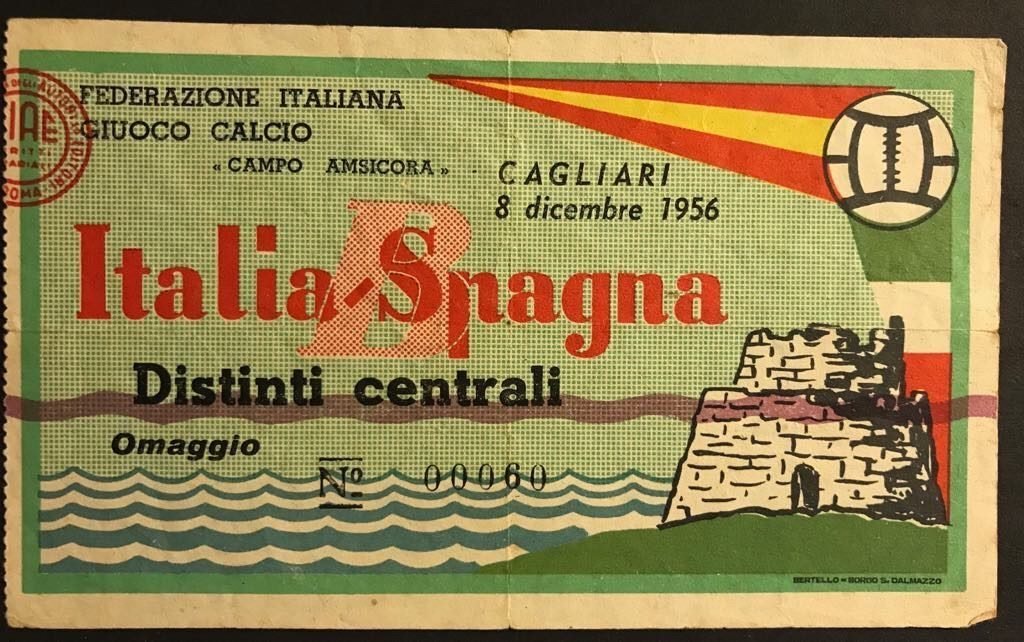 FEDERAZIONE ITALIANA
GIUOCO CALCIO
« CAMPO AMSICORA » - CAGLIARI
8 dicembre 1956
B
Italia-Spagna
Distinti centrali
Omaggio
Nº 00060
BERTELLO - BORGO S. DALMAZZO
ROMA